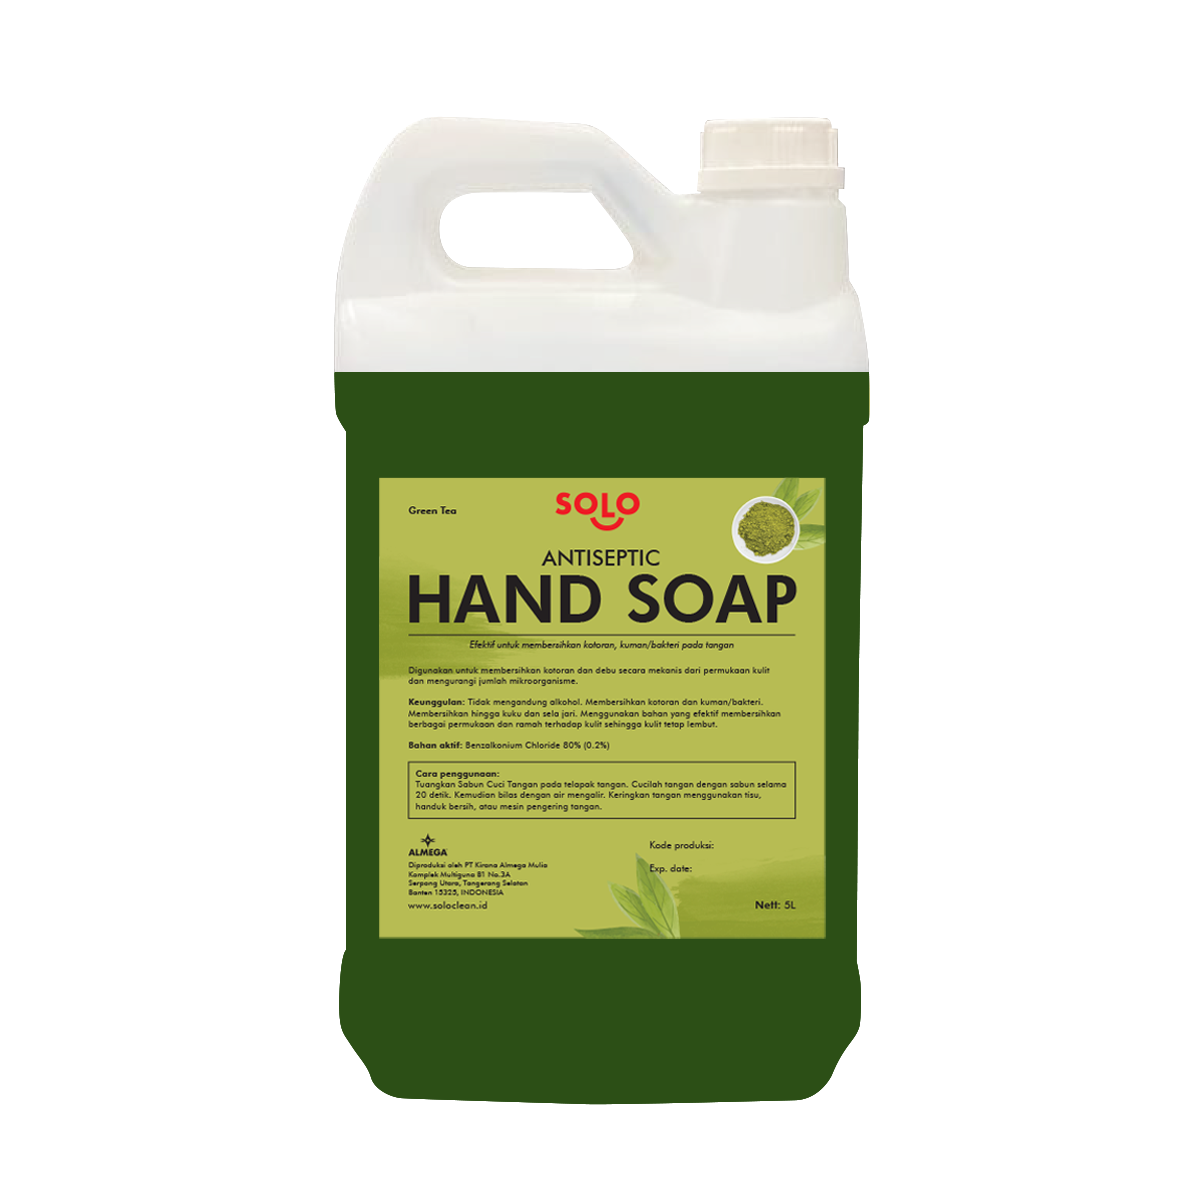 Green Tea
SOLO
ANTISEPTIC
HAND SOAP
Efektif untuk membersihkan kotoran, kuman/bakteri pada tangan
Digunakan untuk membersihkan kotoran dan debu secara mekanis dari permukaan kulit
dan mengurangi jumlah mikroorganisme.
Keunggulan: Tidak mengandung alkohol. Membersihkan kotoran dan kuman/bakteri.
Membersihkan hingga kuku dan sela jari. Menggunakan bahan yang efektif membersihkan
berbagai permukaan dan ramah terhadap kulit sehingga kulit tetap lembut.
Bahan aktif: Benzalkonium Chloride 80% (0.2%)
Cara penggunaan:
Tuangkan Sabun Cuci Tangan pada telapak tangan. Cucilah tangan dengan sabun selama
20 detik. Kemudian bilas dengan air mengalir. Keringkan tangan menggunakan tisu,
handuk bersih, atau mesin pengering tangan.
ALMEGA
Diproduksi oleh PT Kirana Almega Mulia
Komplek Multiguna B1 No.3A
Serpong Utara, Tangerang Selatan
Banten 15325, INDONESIA
www.soloclean.id
Kode produksi:
Exp. date:
Nett: 5L